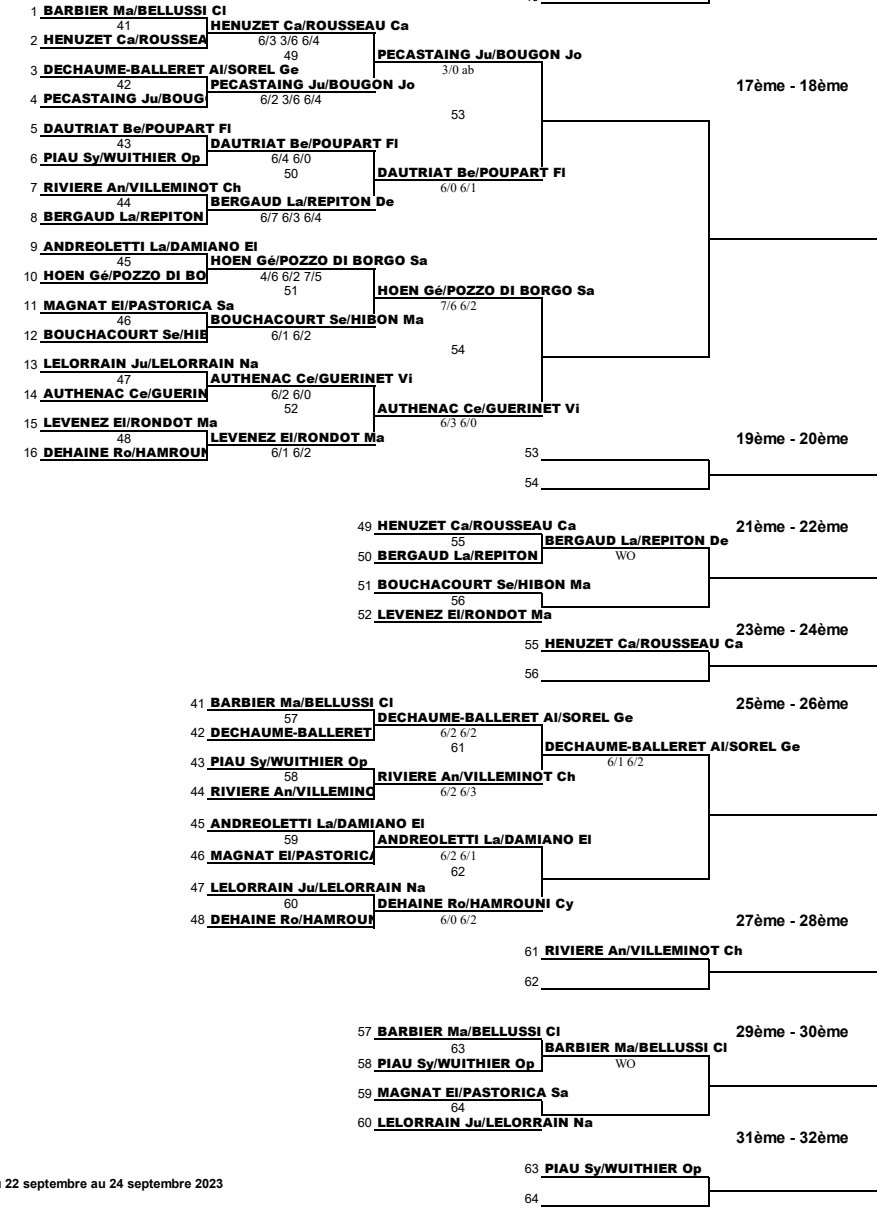 1 BARBIER Ma/BELLUSSI Cl
41 HENUZET Ca/ROUSSEAU Ca
2 HENUZET Ca/ROUSSEA 6/3 3/6 6/4
49 PECASTAING Ju/BOUGON Jo
3 DECHAUME-BALLERET Al/SOREL Ge 3/0 ab
42 PECASTAING Ju/BOUGON Jo 17ème - 18ème
4 PECASTAING Ju/BOUG 6/2 3/6 6/4
53
5 DAUTRIAT Be/POUPART Fl
43 DAUTRIAT Be/POUPART Fl
6 PIAU Sy/WUITHIER Op 6/4 6/0
50 DAUTRIAT Be/POUPART Fl
7 RIVIERE An/VILLEMINOT Ch 6/0 6/1
44 BERGAUD La/REPITON De
8 BERGAUD La/REPITON 6/7 6/3 6/4
9 ANDREOLETTI La/DAMIANO El
45 HOEN Gé/POZZO DI BORGO Sa
10 HOEN Gé/POZZO DI BO 4/6 6/2 7/5
51 HOEN Gé/POZZO DI BORGO Sa
11 MAGNAT El/PASTORICA Sa 7/6 6/2
46 BOUCHACOURT Se/HIBON Ma
12 BOUCHACOURT Se/HIB 6/1 6/2
54
13 LELORRAIN Ju/LELORRAIN Na
47 AUTHENAC Ce/GUERINET Vi
14 AUTHENAC Ce/GUERIN 6/2 6/0
52 AUTHENAC Ce/GUERINET Vi
15 LEVENEZ El/RONDOT Ma 6/3 6/0
48 LEVENEZ El/RONDOT Ma 19ème - 20ème
16 DEHAINE Ro/HAMROUN 6/1 6/2 53
54
49 HENUZET Ca/ROUSSEAU Ca 21ème - 22ème
55 BERGAUD La/REPITON De
50 BERGAUD La/REPITON WO
51 BOUCHACOURT Se/HIBON Ma
56
52 LEVENEZ El/RONDOT Ma
23ème - 24ème
55 HENUZET Ca/ROUSSEAU Ca
56
41 BARBIER Ma/BELLUSSI Cl 25ème - 26ème
57 DECHAUME-BALLERET Al/SOREL Ge
42 DECHAUME-BALLERET 6/2 6/2
61 DECHAUME-BALLERET Al/SOREL Ge
43 PIAU Sy/WUITHIER Op 6/1 6/2
58 RIVIERE An/VILLEMINOT Ch
44 RIVIERE An/VILLEMINO 6/2 6/3
45 ANDREOLETTI La/DAMIANO El
59 ANDREOLETTI La/DAMIANO El
46 MAGNAT El/PASTORICA 6/2 6/1
62
47 LELORRAIN Ju/LELORRAIN Na
60 DEHAINE Ro/HAMROUNI Cy
48 DEHAINE Ro/HAMROUN 6/0 6/2 27ème - 28ème
61 RIVIERE An/VILLEMINOT Ch
62
57 BARBIER Ma/BELLUSSI Cl 29ème - 30ème
63 BARBIER Ma/BELLUSSI Cl
58 PIAU Sy/WUITHIER Op WO
59 MAGNAT El/PASTORICA Sa
64
60 LELORRAIN Ju/LELORRAIN Na
31ème - 32ème
63 PIAU Sy/WUITHIER Op
22 septembre au 24 septembre 2023
64